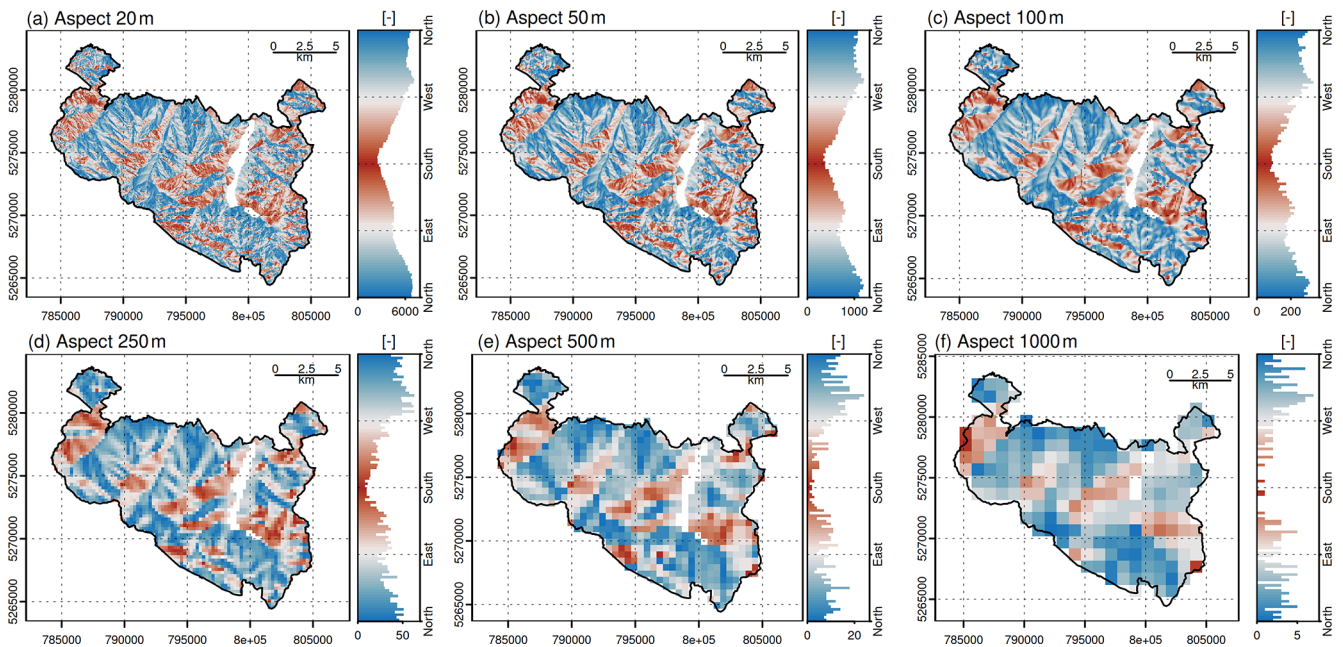 (a) Aspect 20 m [-]
0 2.5 5
km
5280000
5275000
5270000
5265000
785000 790000 795000 8e+05 805000
North
West
South
East
North
0 6000
(b) Aspect 50 m [-]
0 2.5 5
km
5280000
5275000
5270000
5265000
785000 790000 795000 8e+05 805000
North
West
South
East
North
0 1000
(c) Aspect 100 m [-]
0 2.5 5
km
5280000
5275000
5270000
5265000
785000 790000 795000 8e+05 805000
North
West
South
East
North
0 200
(d) Aspect 250 m [-]
0 2.5 5
km
5280000
5275000
5270000
5265000
785000 790000 795000 8e+05 805000
North
West
South
East
North
0 50
(e) Aspect 500 m [-]
0 2.5 5
km
5280000
5275000
5270000
5265000
785000 790000 795000 8e+05 805000
North
West
South
East
North
0 20
(f) Aspect 1000 m [-]
0 2.5 5
km
5285000
5280000
5275000
5270000
5265000
785000 790000 795000 8e+05 805000
North
West
South
East
North
0 5